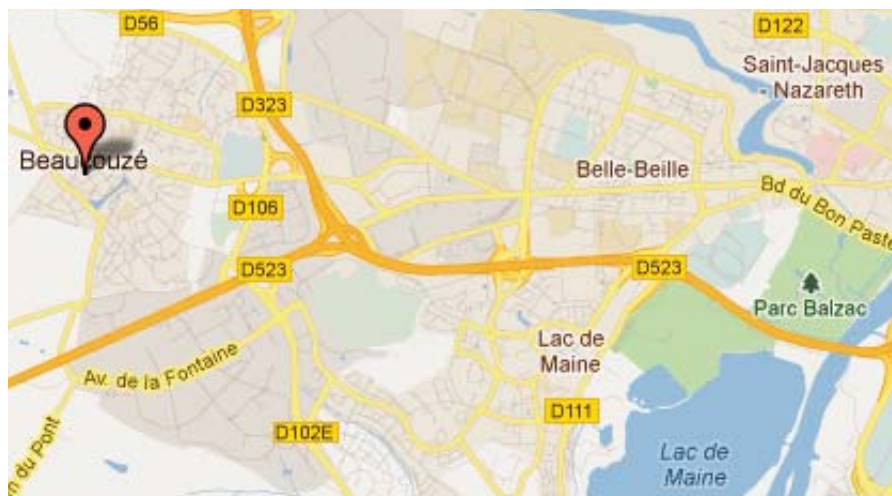 D56
D122
Saint-Jacques
- Nazareth
D323
Beaucouzé
Belle-Beille
D106
Bd du Bon Paste
D523
D523
Parc Balzac
Lac de
Maine
Av. de la Fontaine
D111
D102E
n du Pont
Lac de
Maine